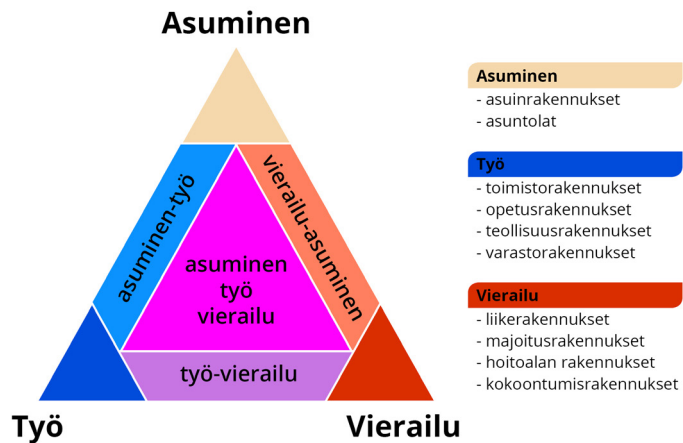 Asuminen
asuminen-työ
vierailu-asuminen
asuminen
työ
vierailu
työ-vierailu
Työ
Vierailu
Asuminen
- asuinrakennukset
- asuntolat
Työ
- toimistorakennukset
- opetusrakennukset
- teollisuusrakennukset
- varastorakennukset
Vierailu
- liikerakennukset
- majoitusrakennukset
- hoitoalan rakennukset
- kokoontumisrakennukset